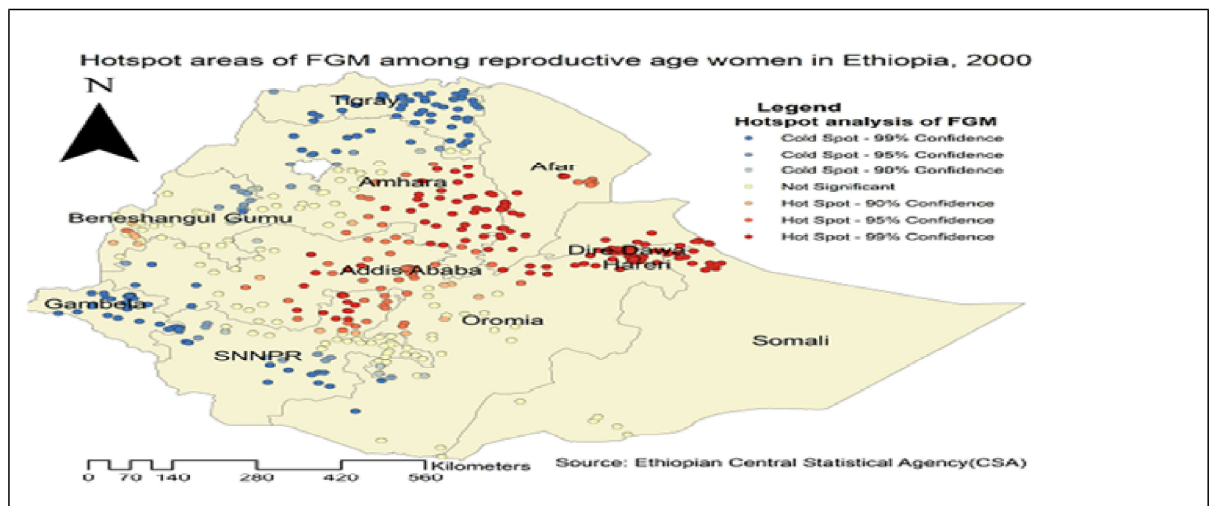 Hotspot areas of FGM among reproductive age women in Ethiopia, 2000
N
Legend
Hotspot analysis of FGM
Cold Spot - 99% Confidence
Cold Spot - 95% Confidence
Cold Spot - 90% Confidence
Not Significant
Hot Spot - 90% Confidence
Hot Spot - 95% Confidence
Hot Spot - 99% Confidence
Tigray
Afar
Amhara
Beneshangul Gumu
Dire Dawa
Hareri
Addis Ababa
Gambela
Oromia
Somali
SNNPR
Kilometers
0 70 140 280 420 560
Source: Ethiopian Central Statistical Agency(CSA)